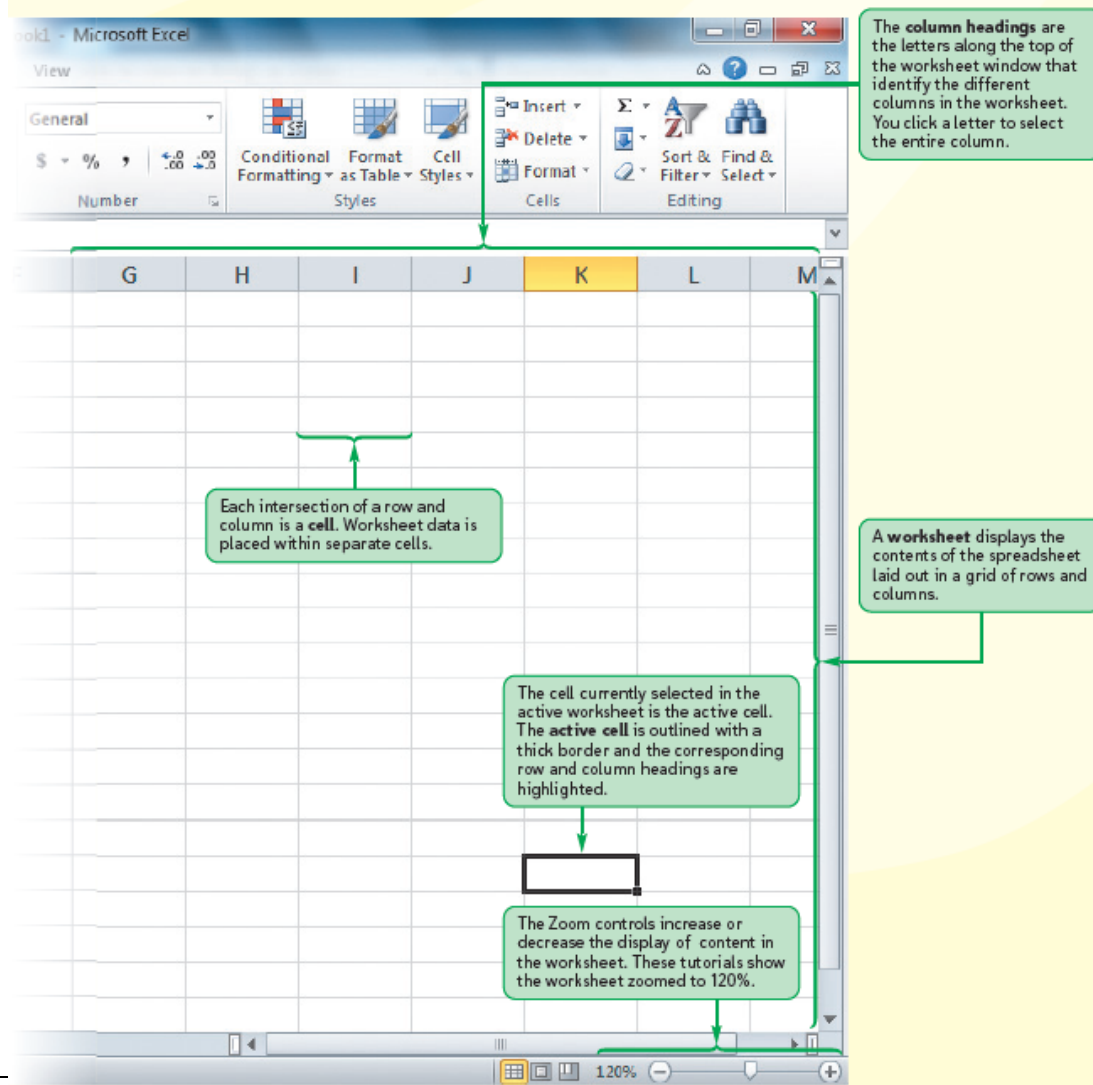 ook1 - Microsoft Excel
The column headings are
the letters along the top of
the worksheet window that
identify the different
columns in the worksheet.
You click a letter to select
the entire column.
View
General
$ % , .0 .00 .00 .0
Number
Conditional
Formatting
Format
as Table
Cell
Styles
Styles
Insert
Delete
Format
Cells
Σ
Sort &
Filter
Find &
Select
Editing
G H I J K L M
Each intersection of a row and
column is a cell. Worksheet data is
placed within separate cells.
A worksheet displays the
contents of the spreadsheet
laid out in a grid of rows and
columns.
The cell currently selected in the
active worksheet is the active cell.
The active cell is outlined with a
thick border and the corresponding
row and column headings are
highlighted.
The Zoom controls increase or
decrease the display of content in
the worksheet. These tutorials show
the worksheet zoomed to 120%.
120%